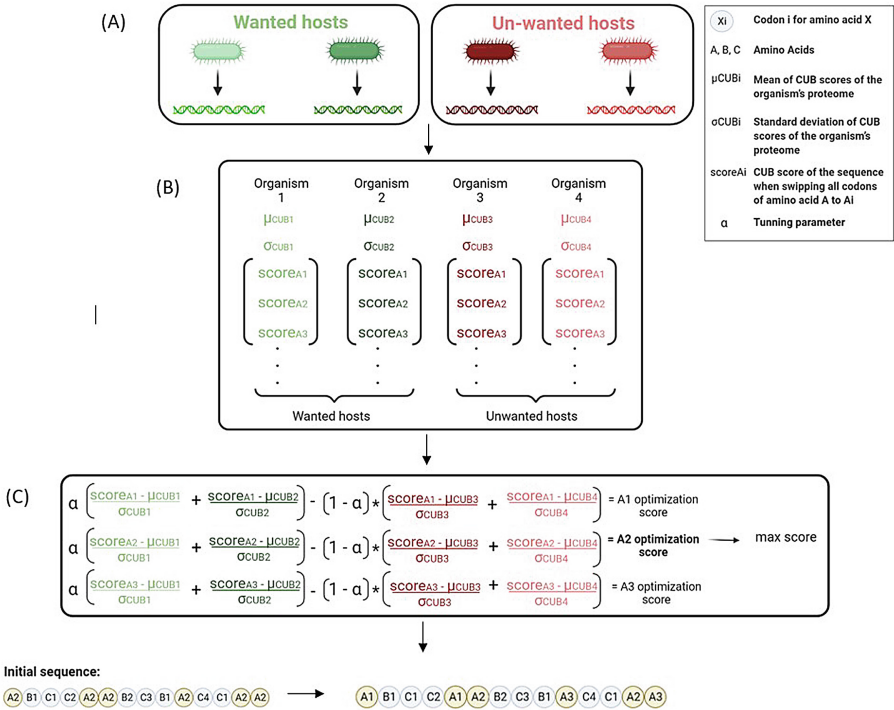 (A)
Wanted hosts
Un-wanted hosts
Xi Codon i for amino acid X
A, B, C Amino Acids
μCUBi Mean of CUB scores of the
organism's proteome
σCUBi Standard deviation of CUB
scores of the organism's
proteome
scoreAi CUB score of the sequence
when swipping all codons
of amino acid A to Ai
α Tunning parameter
(B)
Organism Organism Organism Organism
1 2 3 4
μCUB1 μCUB2 μCUB3 μCUB4
σCUB1 σCUB2 σCUB3 σCUB4
scoreA1 scoreA1 scoreA1 scoreA1
scoreA2 scoreA2 scoreA2 scoreA2
scoreA3 scoreA3 scoreA3 scoreA3
Wanted hosts Unwanted hosts
(C)
α (scoreA1 - μCUB1 / σCUB1 + scoreA1 - μCUB2 / σCUB2) - (1 - α) * (scoreA1 - μCUB3 / σCUB3 + scoreA1 - μCUB4 / σCUB4) = A1 optimization score
α (scoreA2 - μCUB1 / σCUB1 + scoreA2 - μCUB2 / σCUB2) - (1 - α) * (scoreA2 - μCUB3 / σCUB3 + scoreA2 - μCUB4 / σCUB4) = A2 optimization score max score
α (scoreA3 - μCUB1 / σCUB1 + scoreA3 - μCUB2 / σCUB2) - (1 - α) * (scoreA3 - μCUB3 / σCUB3 + scoreA3 - μCUB4 / σCUB4) = A3 optimization score
Initial sequence:
A2 B1 C1 C2 A2 A2 B2 C3 B1 A2 C4 C1 A2 A2
A1 B1 C1 C2 A1 A2 B2 C3 B1 A3 C4 C1 A2 A3